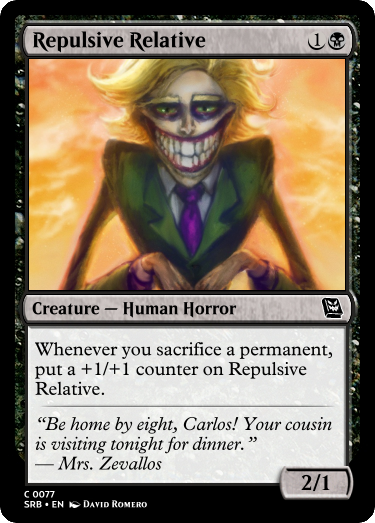 Repulsive Relative 1
Creature — Human Horror
Whenever you sacrifice a permanent,
put a +1/+1 counter on Repulsive
Relative.
“Be home by eight, Carlos! Your cousin
is visiting tonight for dinner.”
— Mrs. Zevallos
2/1
C 0077
SRB • EN David Romero